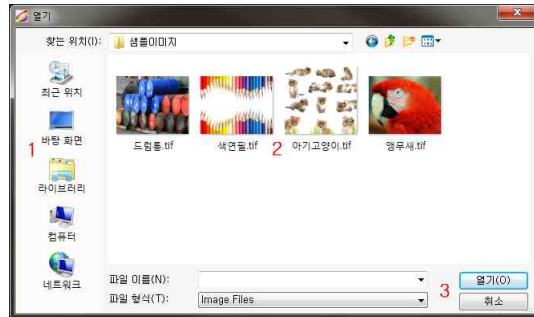 열기
찾는 위치(I): 샘플이미지
최근 위치
바탕 화면
1
라이브러리
컴퓨터
네트워크
드럼통.tif 색연필.tif 2 아기고양이.tif 앵무새.tif
파일 이름(N): 열기(O)
파일 형식(T): Image Files 3 취소